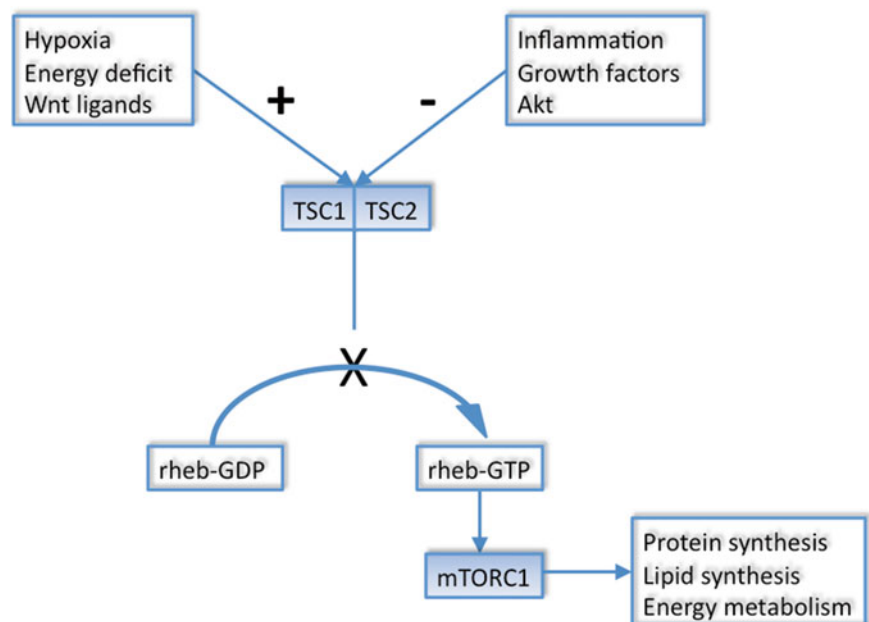 Hypoxia
Energy deficit
Wnt ligands
Inflammation
Growth factors
Akt
+
-
TSC1 TSC2
X
rheb-GDP
rheb-GTP
mTORC1
Protein synthesis
Lipid synthesis
Energy metabolism